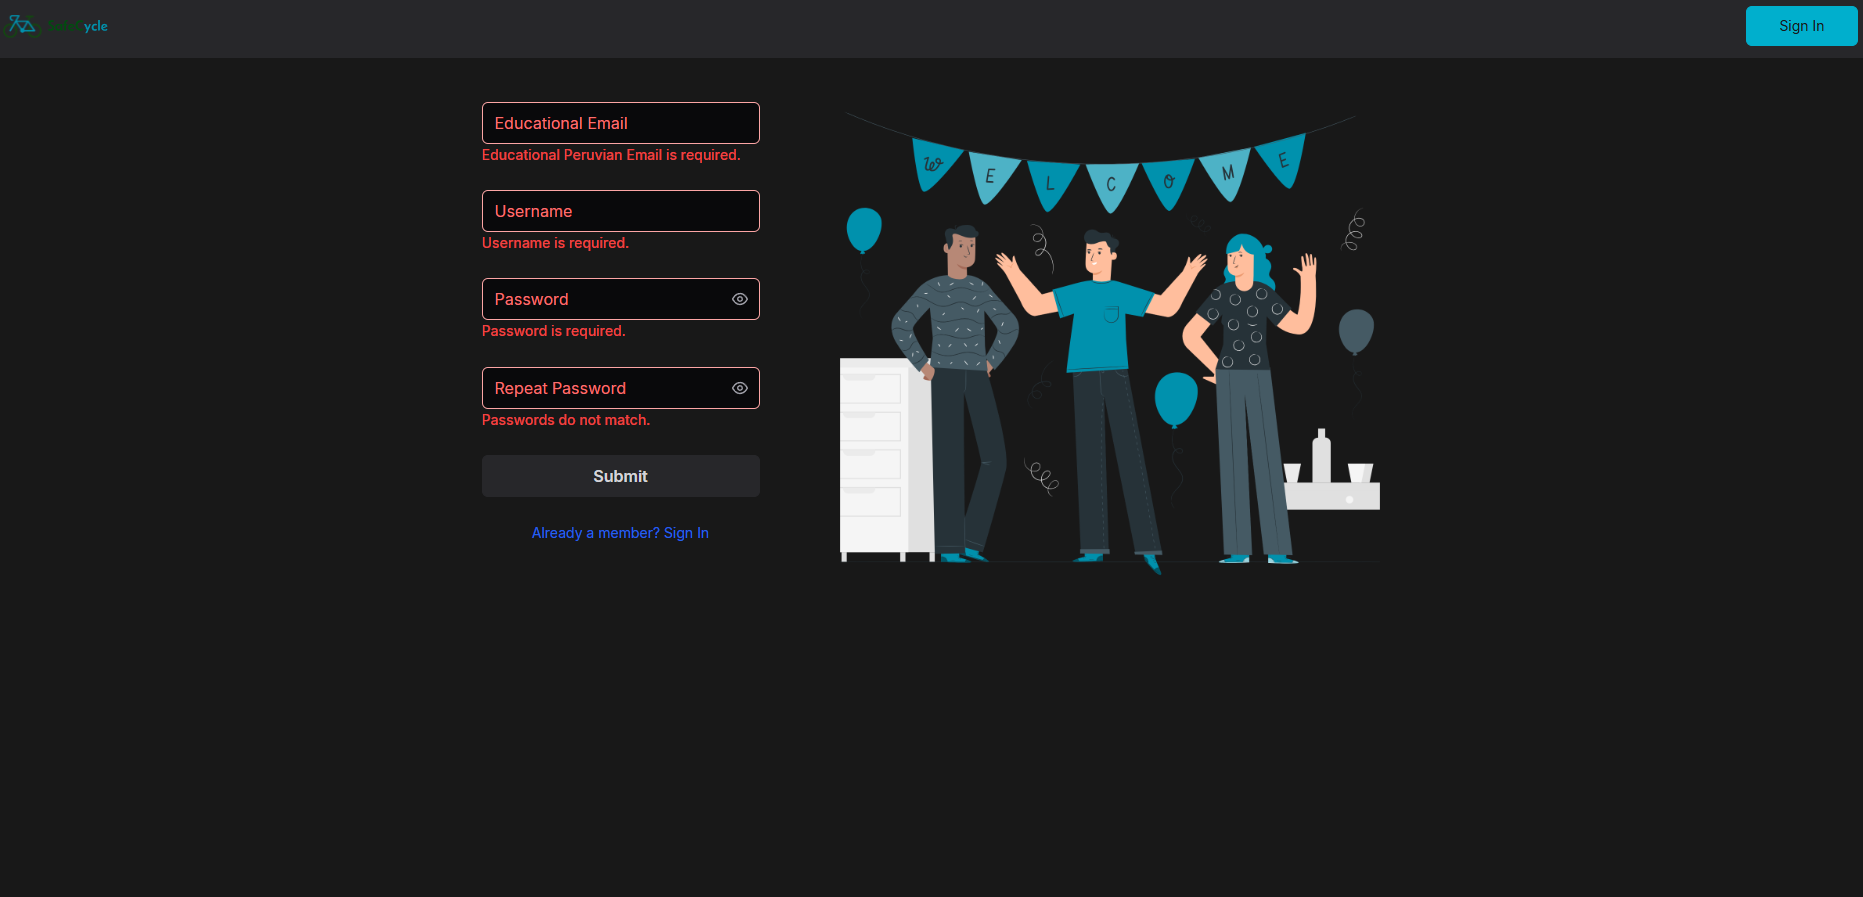 SafeCycle
Sign In
Educational Email
Educational Peruvian Email is required.
Username
Username is required.
Password
Password is required.
Repeat Password
Passwords do not match.
Submit
Already a member? Sign In
WELCOME